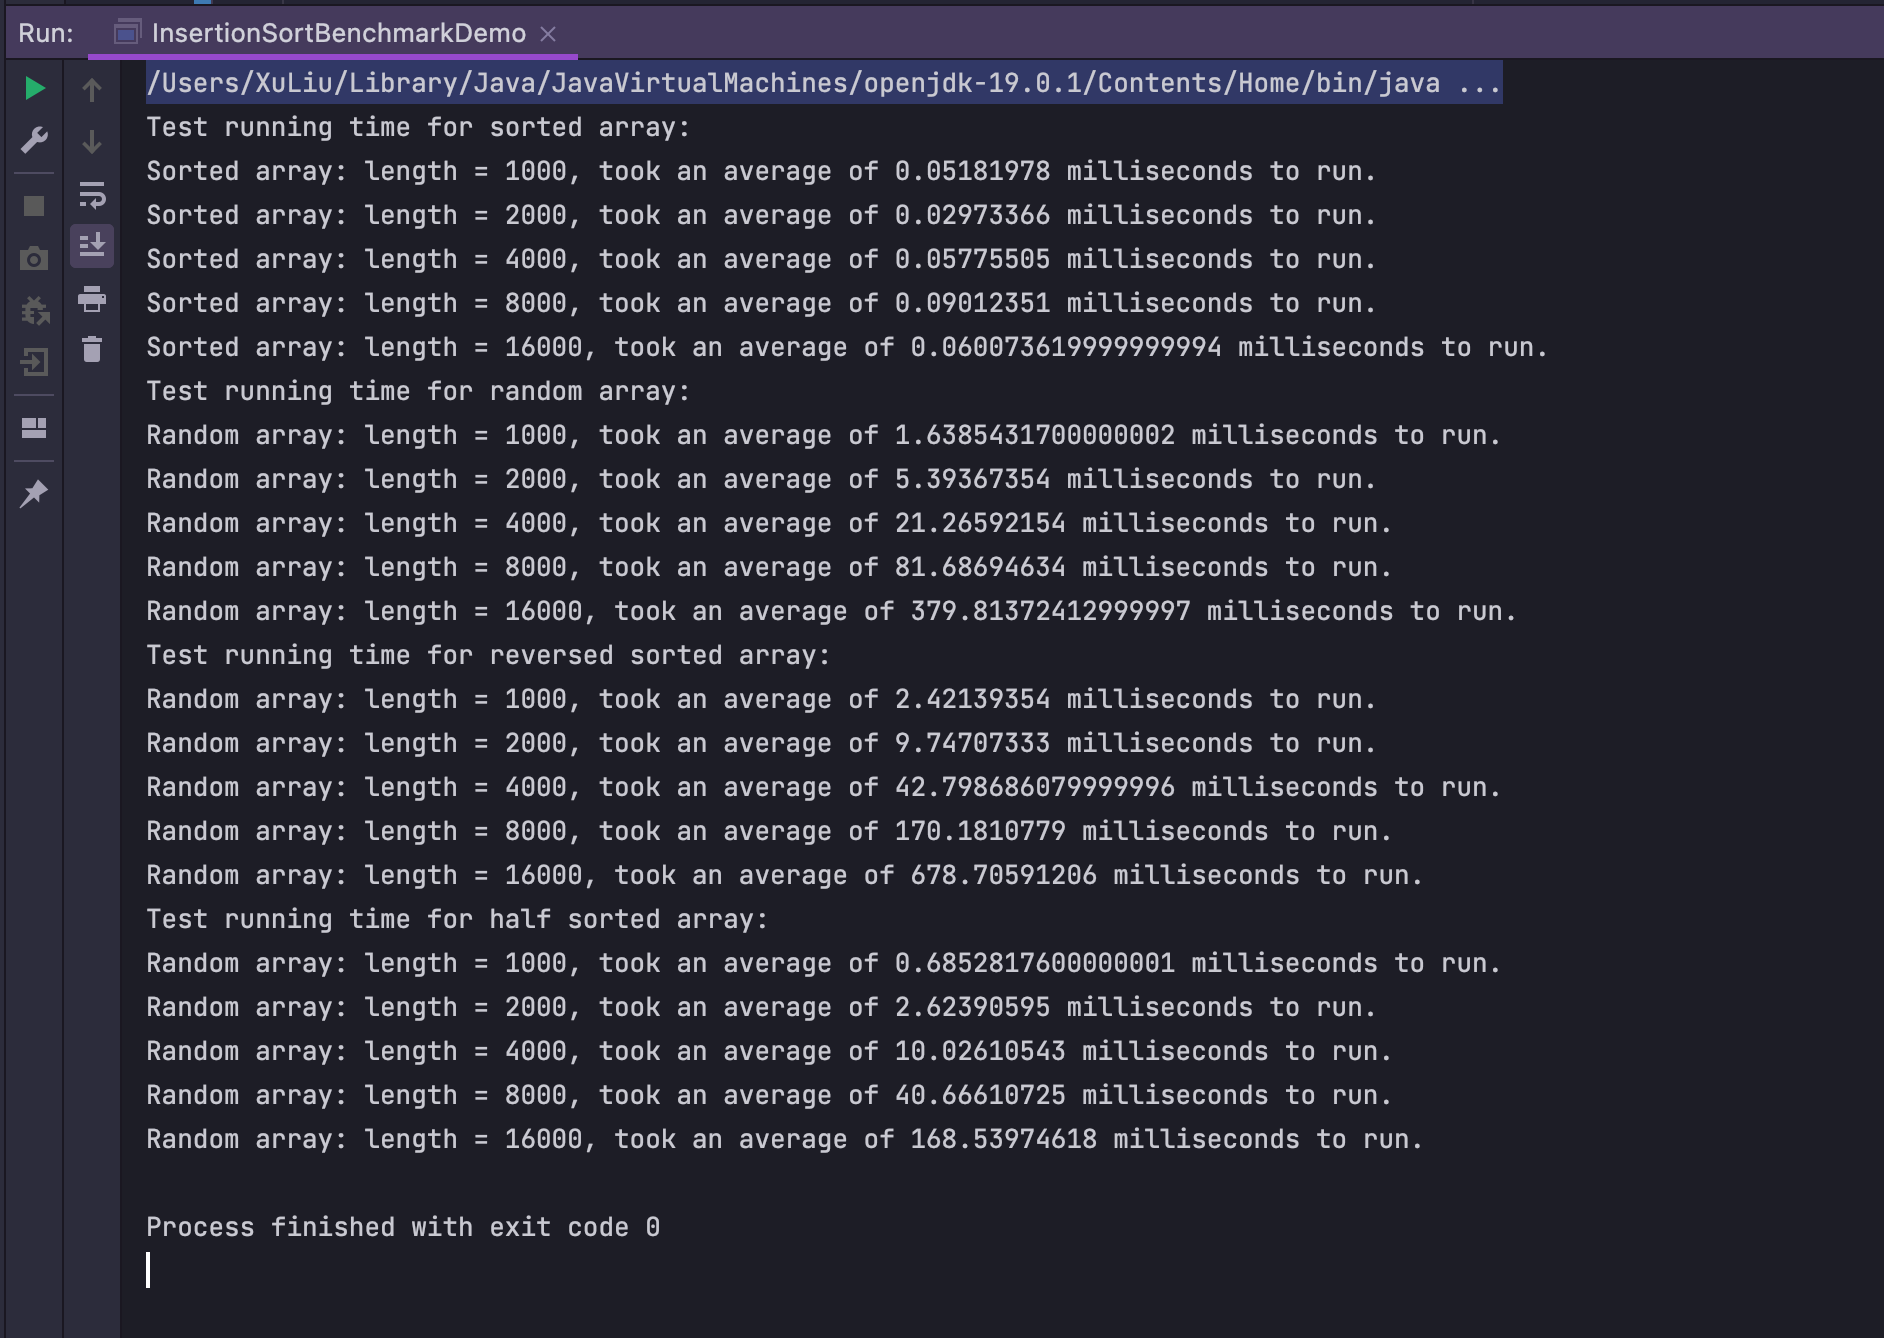 Run: InsertionSortBenchmarkDemo
/Users/XuLiu/Library/Java/JavaVirtualMachines/openjdk-19.0.1/Contents/Home/bin/java ...
Test running time for sorted array:
Sorted array: length = 1000, took an average of 0.05181978 milliseconds to run.
Sorted array: length = 2000, took an average of 0.02973366 milliseconds to run.
Sorted array: length = 4000, took an average of 0.05775505 milliseconds to run.
Sorted array: length = 8000, took an average of 0.09012351 milliseconds to run.
Sorted array: length = 16000, took an average of 0.060073619999999994 milliseconds to run.
Test running time for random array:
Random array: length = 1000, took an average of 1.6385431700000002 milliseconds to run.
Random array: length = 2000, took an average of 5.39367354 milliseconds to run.
Random array: length = 4000, took an average of 21.26592154 milliseconds to run.
Random array: length = 8000, took an average of 81.68694634 milliseconds to run.
Random array: length = 16000, took an average of 379.81372412999997 milliseconds to run.
Test running time for reversed sorted array:
Random array: length = 1000, took an average of 2.42139354 milliseconds to run.
Random array: length = 2000, took an average of 9.74707333 milliseconds to run.
Random array: length = 4000, took an average of 42.798686079999996 milliseconds to run.
Random array: length = 8000, took an average of 170.1810779 milliseconds to run.
Random array: length = 16000, took an average of 678.70591206 milliseconds to run.
Test running time for half sorted array:
Random array: length = 1000, took an average of 0.6852817600000001 milliseconds to run.
Random array: length = 2000, took an average of 2.62390595 milliseconds to run.
Random array: length = 4000, took an average of 10.02610543 milliseconds to run.
Random array: length = 8000, took an average of 40.66610725 milliseconds to run.
Random array: length = 16000, took an average of 168.53974618 milliseconds to run.
Process finished with exit code 0